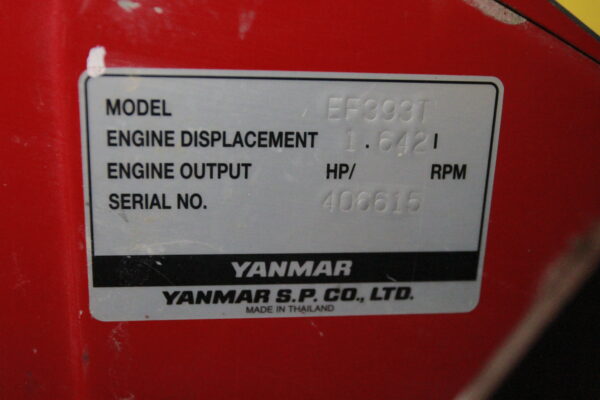 MODEL EF393T
ENGINE DISPLACEMENT 1.642 l
ENGINE OUTPUT HP/ RPM
SERIAL NO. 406615
YANMAR
YANMAR S.P. CO., LTD.
MADE IN THAILAND